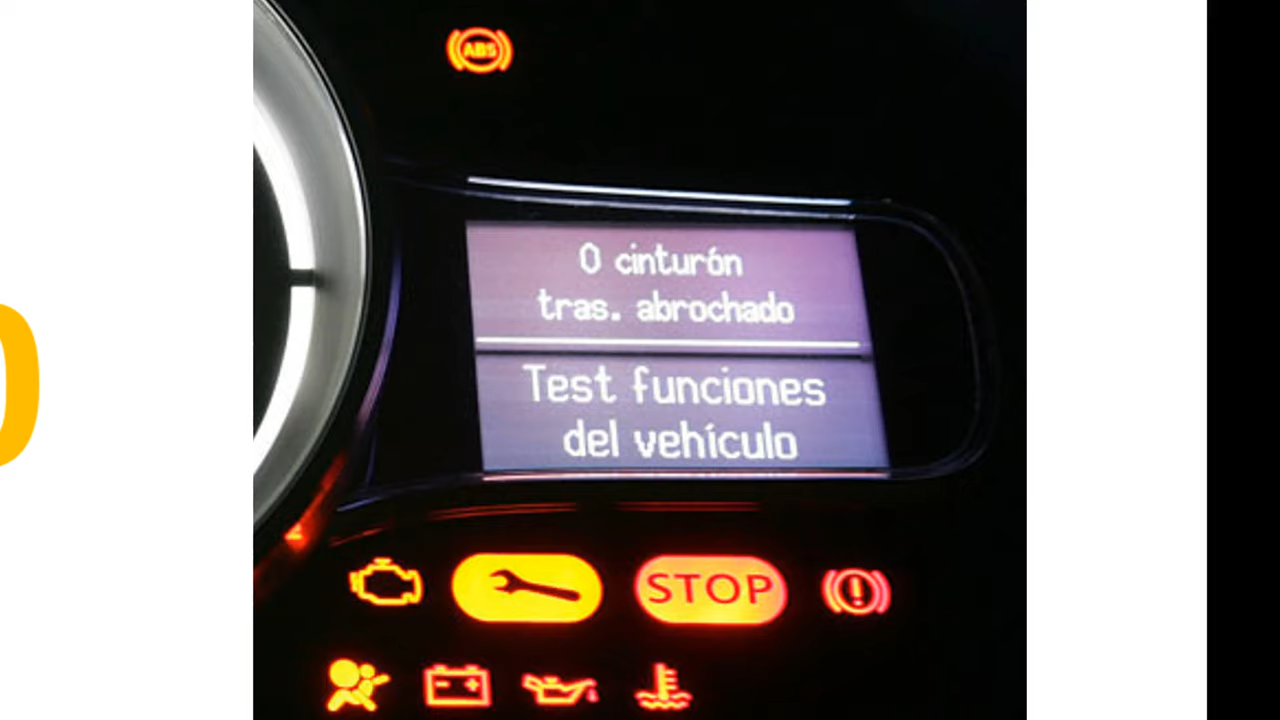 ABS
0 cinturón
tras. abrochado
Test funciones
del vehículo
STOP